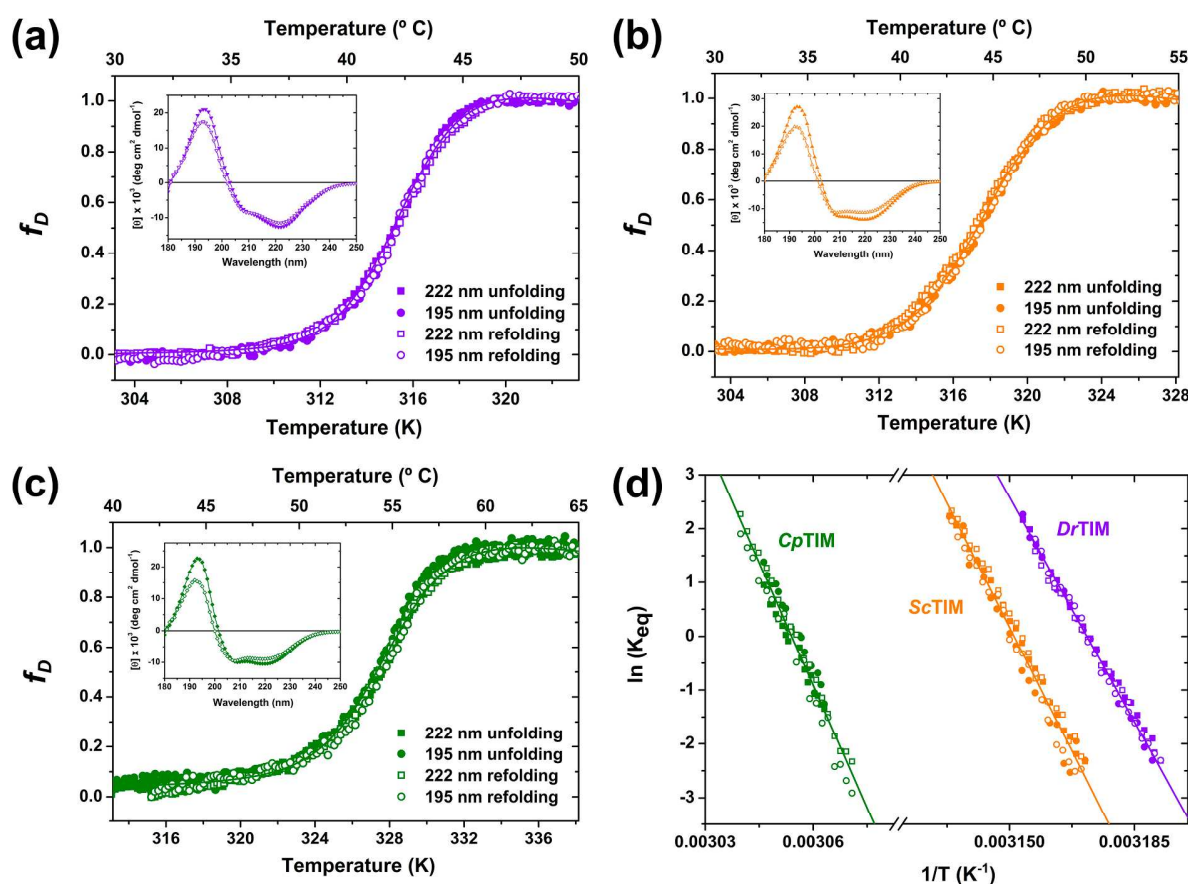 (a)
Temperature (º C)
30 35 40 45 50
f_D
1.0
0.8
0.6
0.4
0.2
0.0
[θ] x 10³ (deg cm² dmol⁻¹)
20
10
0
-10
180 190 200 210 220 230 240 250
Wavelength (nm)
222 nm unfolding
195 nm unfolding
222 nm refolding
195 nm refolding
304 308 312 316 320
Temperature (K)
(b)
Temperature (º C)
30 35 40 45 50 55
f_D
1.0
0.8
0.6
0.4
0.2
0.0
[θ] x 10³ (deg cm² dmol⁻¹)
30
20
10
0
-10
180 190 200 210 220 230 240 250
Wavelength (nm)
222 nm unfolding
195 nm unfolding
222 nm refolding
195 nm refolding
304 308 312 316 320 324 328
Temperature (K)
(c)
Temperature (º C)
40 45 50 55 60 65
f_D
1.0
0.8
0.6
0.4
0.2
0.0
[θ] x 10³ (deg cm² dmol⁻¹)
20
10
0
-10
180 190 200 210 220 230 240 250
Wavelength (nm)
222 nm unfolding
195 nm unfolding
222 nm refolding
195 nm refolding
316 320 324 328 332 336
Temperature (K)
(d)
ln (Keq)
3
2
1
0
-1
-2
-3
CpTIM
ScTIM
DrTIM
0.00303 0.00306 0.003150 0.003185
1/T (K⁻¹)